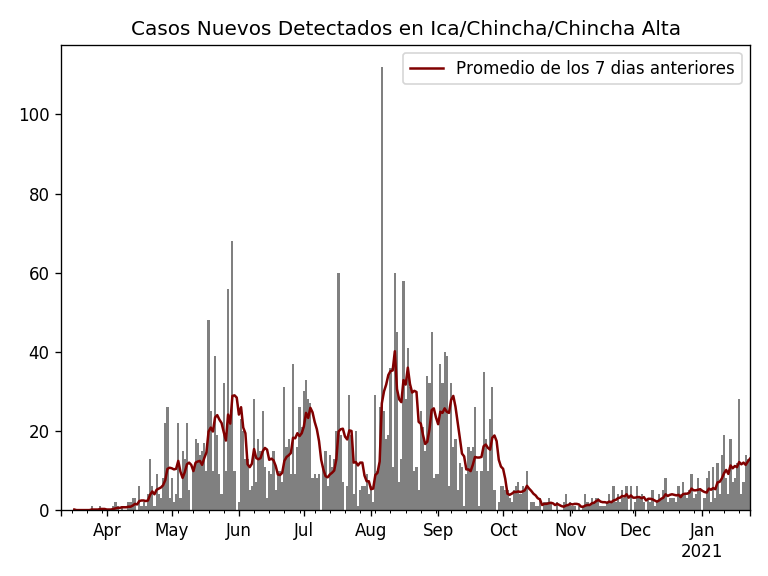 Casos Nuevos Detectados en Ica/Chincha/Chincha Alta
Promedio de los 7 dias anteriores
100
80
60
40
20
0
Apr May Jun Jul Aug Sep Oct Nov Dec Jan
2021